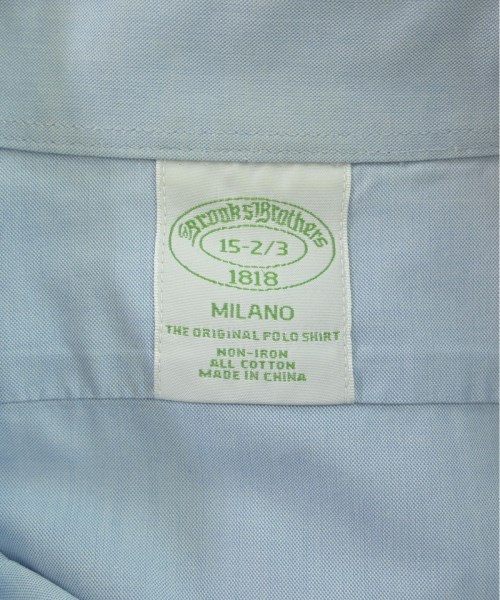 Brooks Brothers
15-2/3
1818
MILANO
THE ORIGINAL POLO SHIRT
NON-IRON
ALL COTTON
MADE IN CHINA